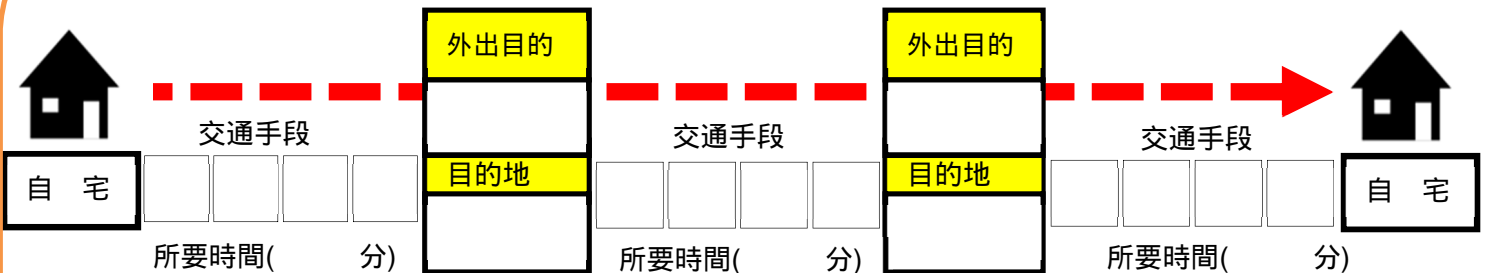 外出目的
外出目的
交通手段
交通手段
交通手段
自　宅
目的地
目的地
自　宅
所要時間(　　　分)
所要時間(　　　分)
所要時間(　　　分)